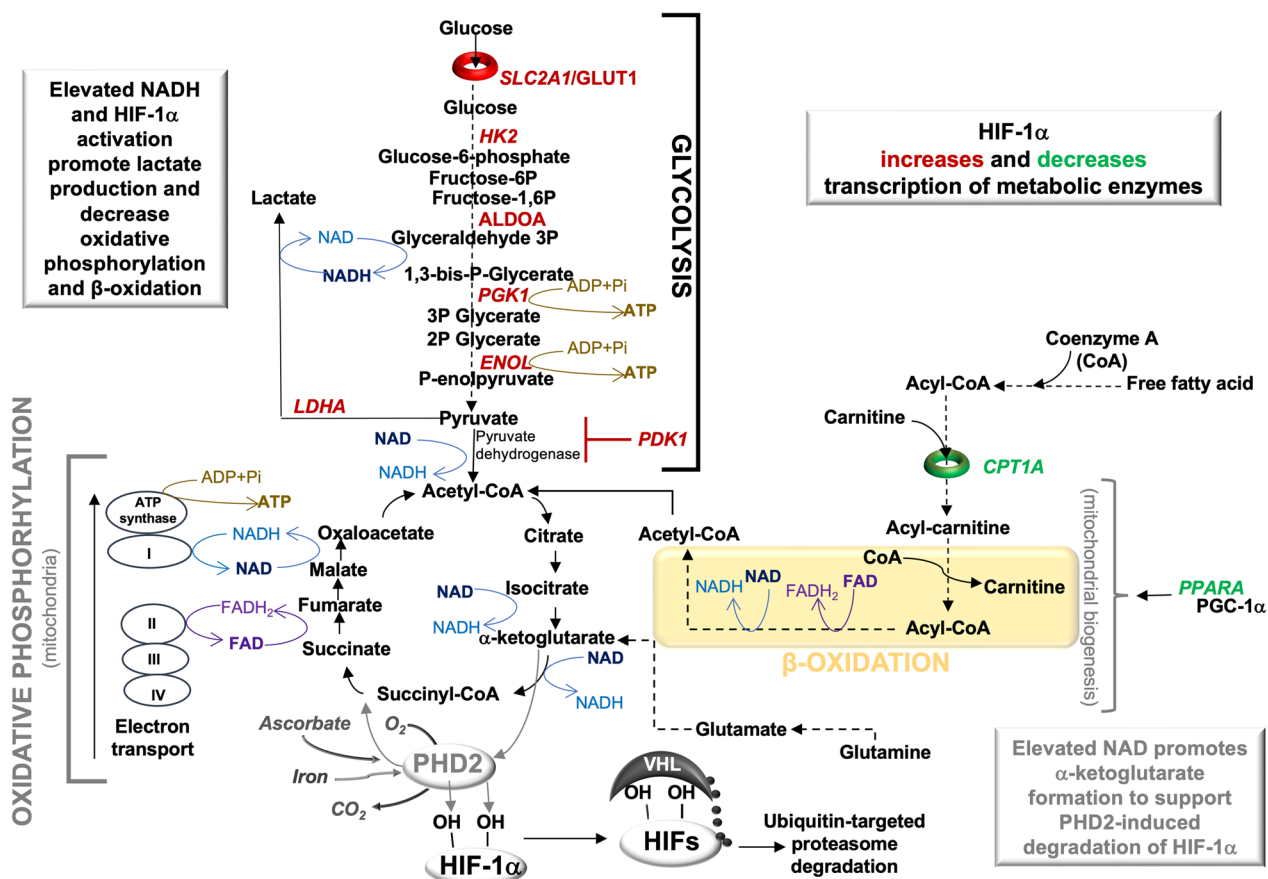 Glucose
SLC2A1/GLUT1
Glucose
HK2
Glucose-6-phosphate
Fructose-6P
Fructose-1,6P
ALDOA
Glyceraldehyde 3P
1,3-bis-P-Glycerate
ADP+Pi
PGK1
ATP
3P Glycerate
2P Glycerate
ADP+Pi
ENOL
ATP
P-enolpyruvate
Pyruvate
GLYCOLYSIS
Elevated NADH
and HIF-1α
activation
promote lactate
production and
decrease
oxidative
phosphorylation
and β-oxidation
Lactate
NAD
NADH
LDHA
HIF-1α
increases and decreases
transcription of metabolic enzymes
NAD
NADH
Pyruvate
dehydrogenase
PDK1
Coenzyme A
(CoA)
Acyl-CoA
Free fatty acid
Carnitine
CPT1A
Acyl-carnitine
CoA
Carnitine
Acyl-CoA
NADH
NAD
FADH2
FAD
β-OXIDATION
Acetyl-CoA
(mitochondrial biogenesis)
PPARA
PGC-1α
OXIDATIVE PHOSPHORYLATION
(mitochondria)
ADP+Pi
ATP
synthase
ATP
I
NADH
NAD
II
FADH2
FAD
III
IV
Electron
transport
Acetyl-CoA
Oxaloacetate
Citrate
Malate
Isocitrate
NAD
NADH
Fumarate
α-ketoglutarate
Succinate
NAD
NADH
Succinyl-CoA
Glutamate
Glutamine
Ascorbate
O2
Iron
PHD2
CO2
OH OH
HIF-1α
VHL
OH OH
HIFs
Ubiquitin-targeted
proteasome
degradation
Elevated NAD promotes
α-ketoglutarate
formation to support
PHD2-induced
degradation of HIF-1α